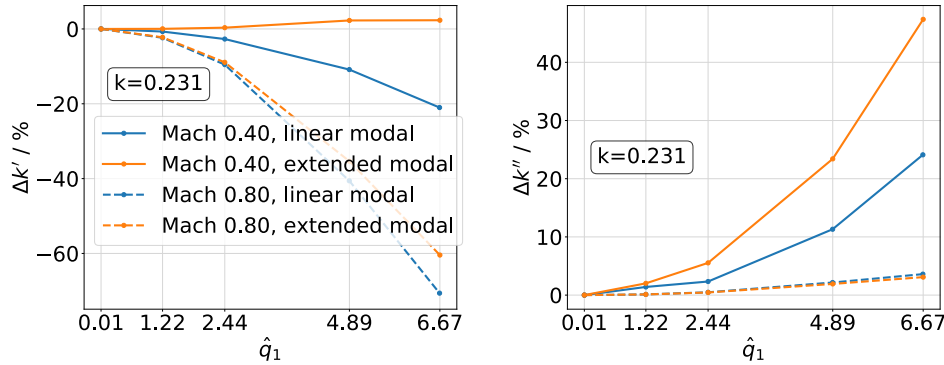 0
−20
−40
−60
Δk′ / %
k=0.231
Mach 0.40, linear modal
Mach 0.40, extended modal
Mach 0.80, linear modal
Mach 0.80, extended modal
0.01 1.22 2.44 4.89 6.67
q̂₁
40
30
20
10
0
Δk″ / %
k=0.231
0.01 1.22 2.44 4.89 6.67
q̂₁